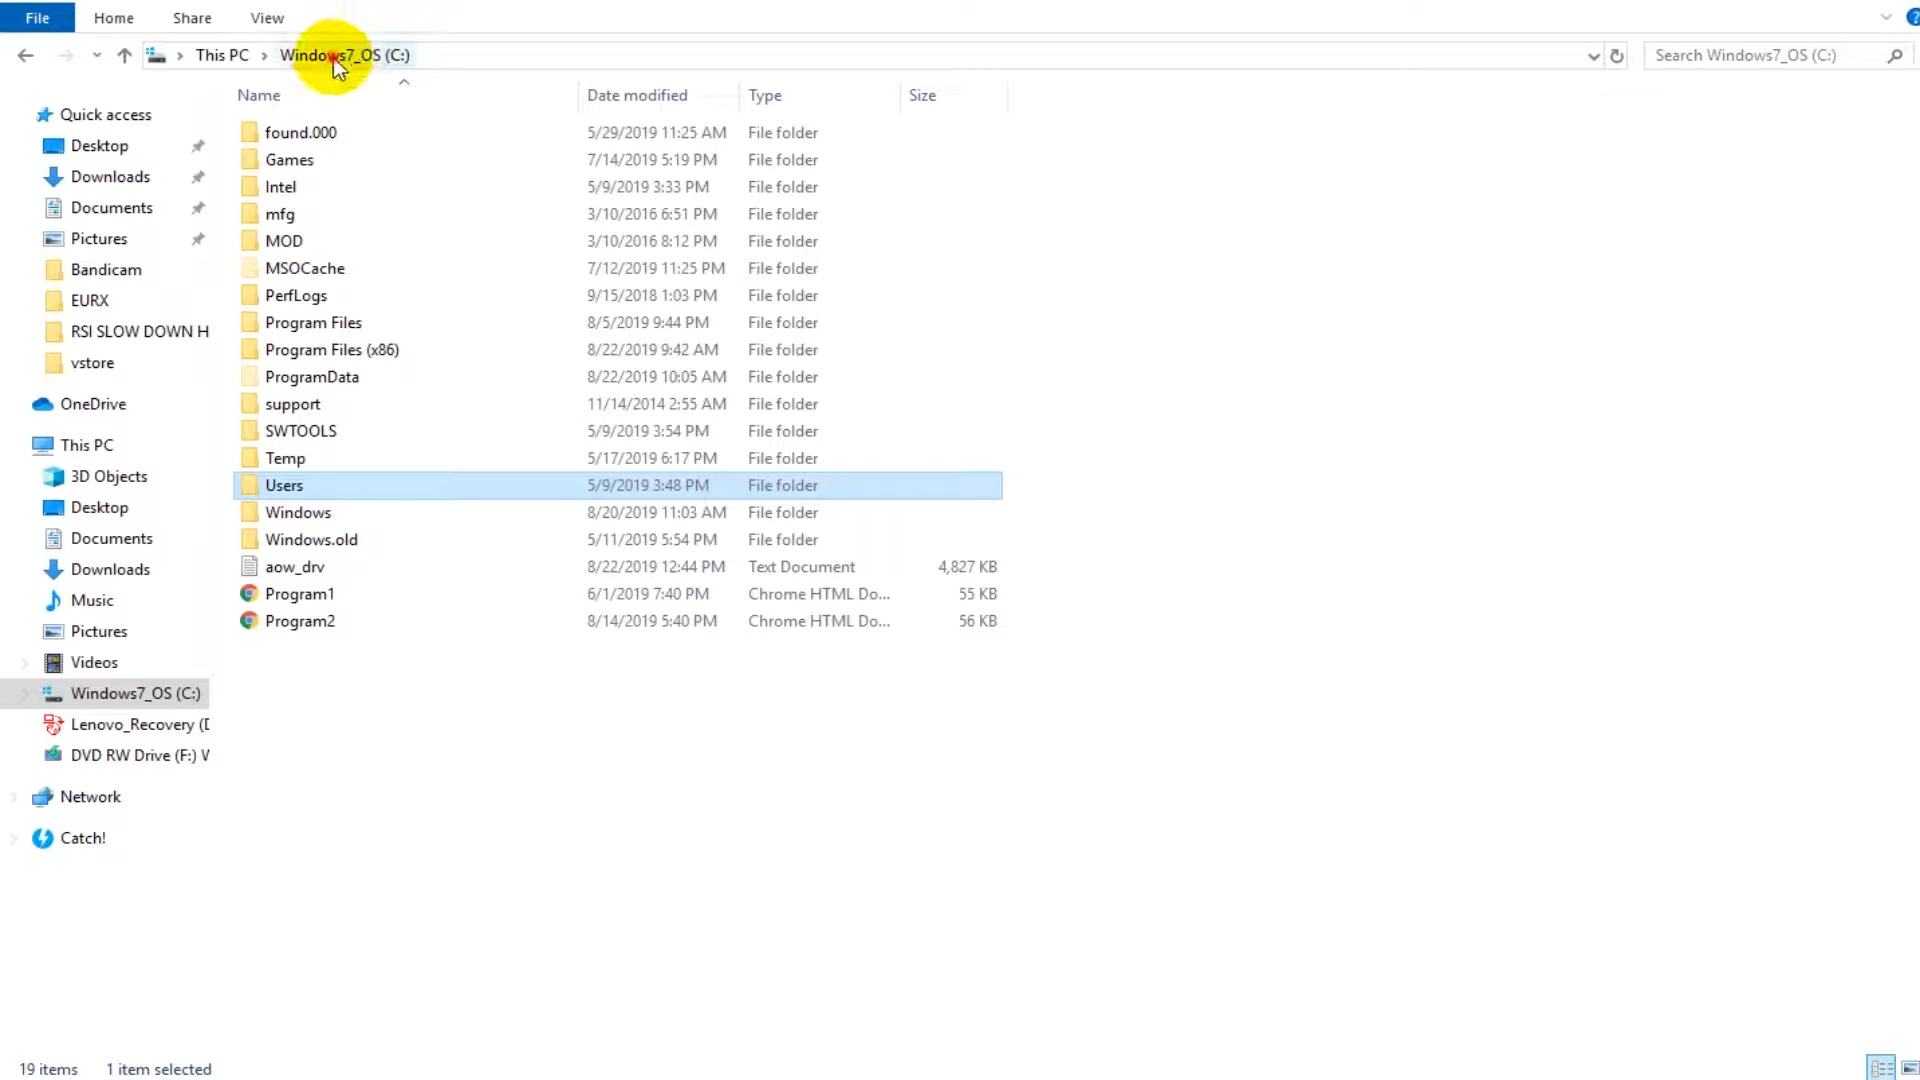 File Home Share View
This PC Windows7_OS (C:) Search Windows7_OS (C:)
Name Date modified Type Size
Quick access
Desktop
Downloads
Documents
Pictures
Bandicam
EURX
RSI SLOW DOWN H
vstore
OneDrive
This PC
3D Objects
Desktop
Documents
Downloads
Music
Pictures
Videos
Windows7_OS (C:)
Lenovo_Recovery (D
DVD RW Drive (F:) V
Network
Catch!
found.000 5/29/2019 11:25 AM File folder
Games 7/14/2019 5:19 PM File folder
Intel 5/9/2019 3:33 PM File folder
mfg 3/10/2016 6:51 PM File folder
MOD 3/10/2016 8:12 PM File folder
MSOCache 7/12/2019 11:25 PM File folder
PerfLogs 9/15/2018 1:03 PM File folder
Program Files 8/5/2019 9:44 PM File folder
Program Files (x86) 8/22/2019 9:42 AM File folder
ProgramData 8/22/2019 10:05 AM File folder
support 11/14/2014 2:55 AM File folder
SWTOOLS 5/9/2019 3:54 PM File folder
Temp 5/17/2019 6:17 PM File folder
Users 5/9/2019 3:48 PM File folder
Windows 8/20/2019 11:03 AM File folder
Windows.old 5/11/2019 5:54 PM File folder
aow_drv 8/22/2019 12:44 PM Text Document 4,827 KB
Program1 6/1/2019 7:40 PM Chrome HTML Do... 55 KB
Program2 8/14/2019 5:40 PM Chrome HTML Do... 56 KB
19 items 1 item selected